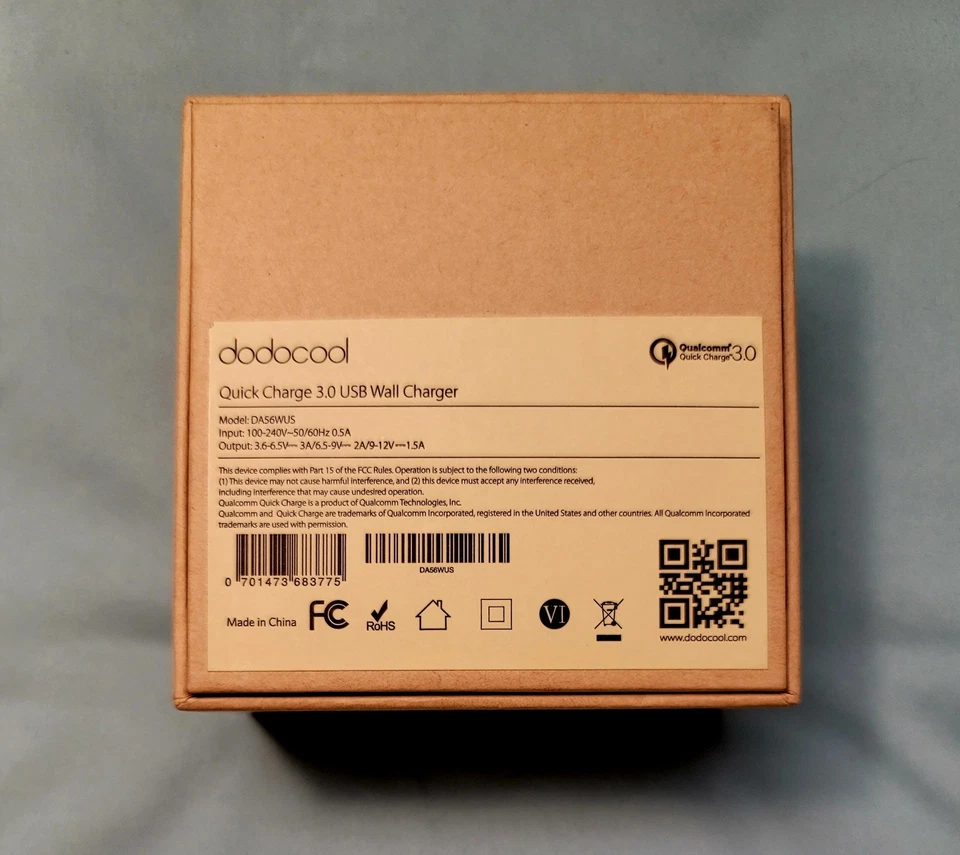 dodocool
Qualcomm® Quick Charge™ 3.0
Quick Charge 3.0 USB Wall Charger
Model: DA56WUS
Input: 100-240V~50/60Hz 0.5A
Output: 3.6-6.5V⎓ 3A/6.5-9V⎓ 2A/9-12V⎓1.5A
This device complies with Part 15 of the FCC Rules. Operation is subject to the following two conditions:
(1) This device may not cause harmful interference, and (2) this device must accept any interference received,
including interference that may cause undesired operation.
Qualcomm Quick Charge is a product of Qualcomm Technologies, Inc.
Qualcomm and Quick Charge are trademarks of Qualcomm Incorporated, registered in the United States and other countries. All Qualcomm Incorporated
trademarks are used with permission.
0 701473 683775
DA56WUS
Made in China FC RoHS VI
www.dodocool.com